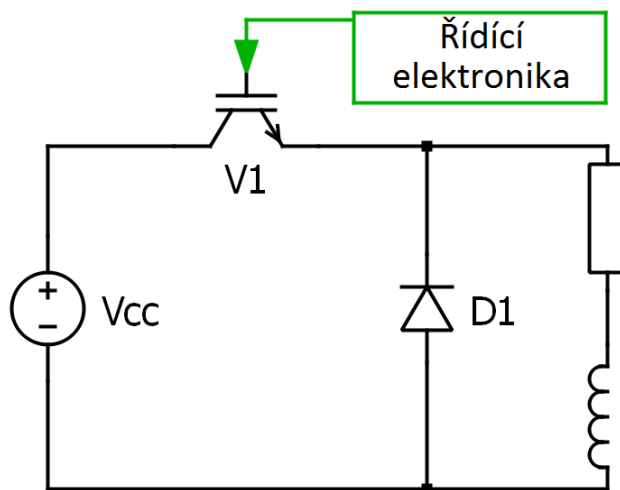 Řídící
elektronika
V1
Vcc
D1